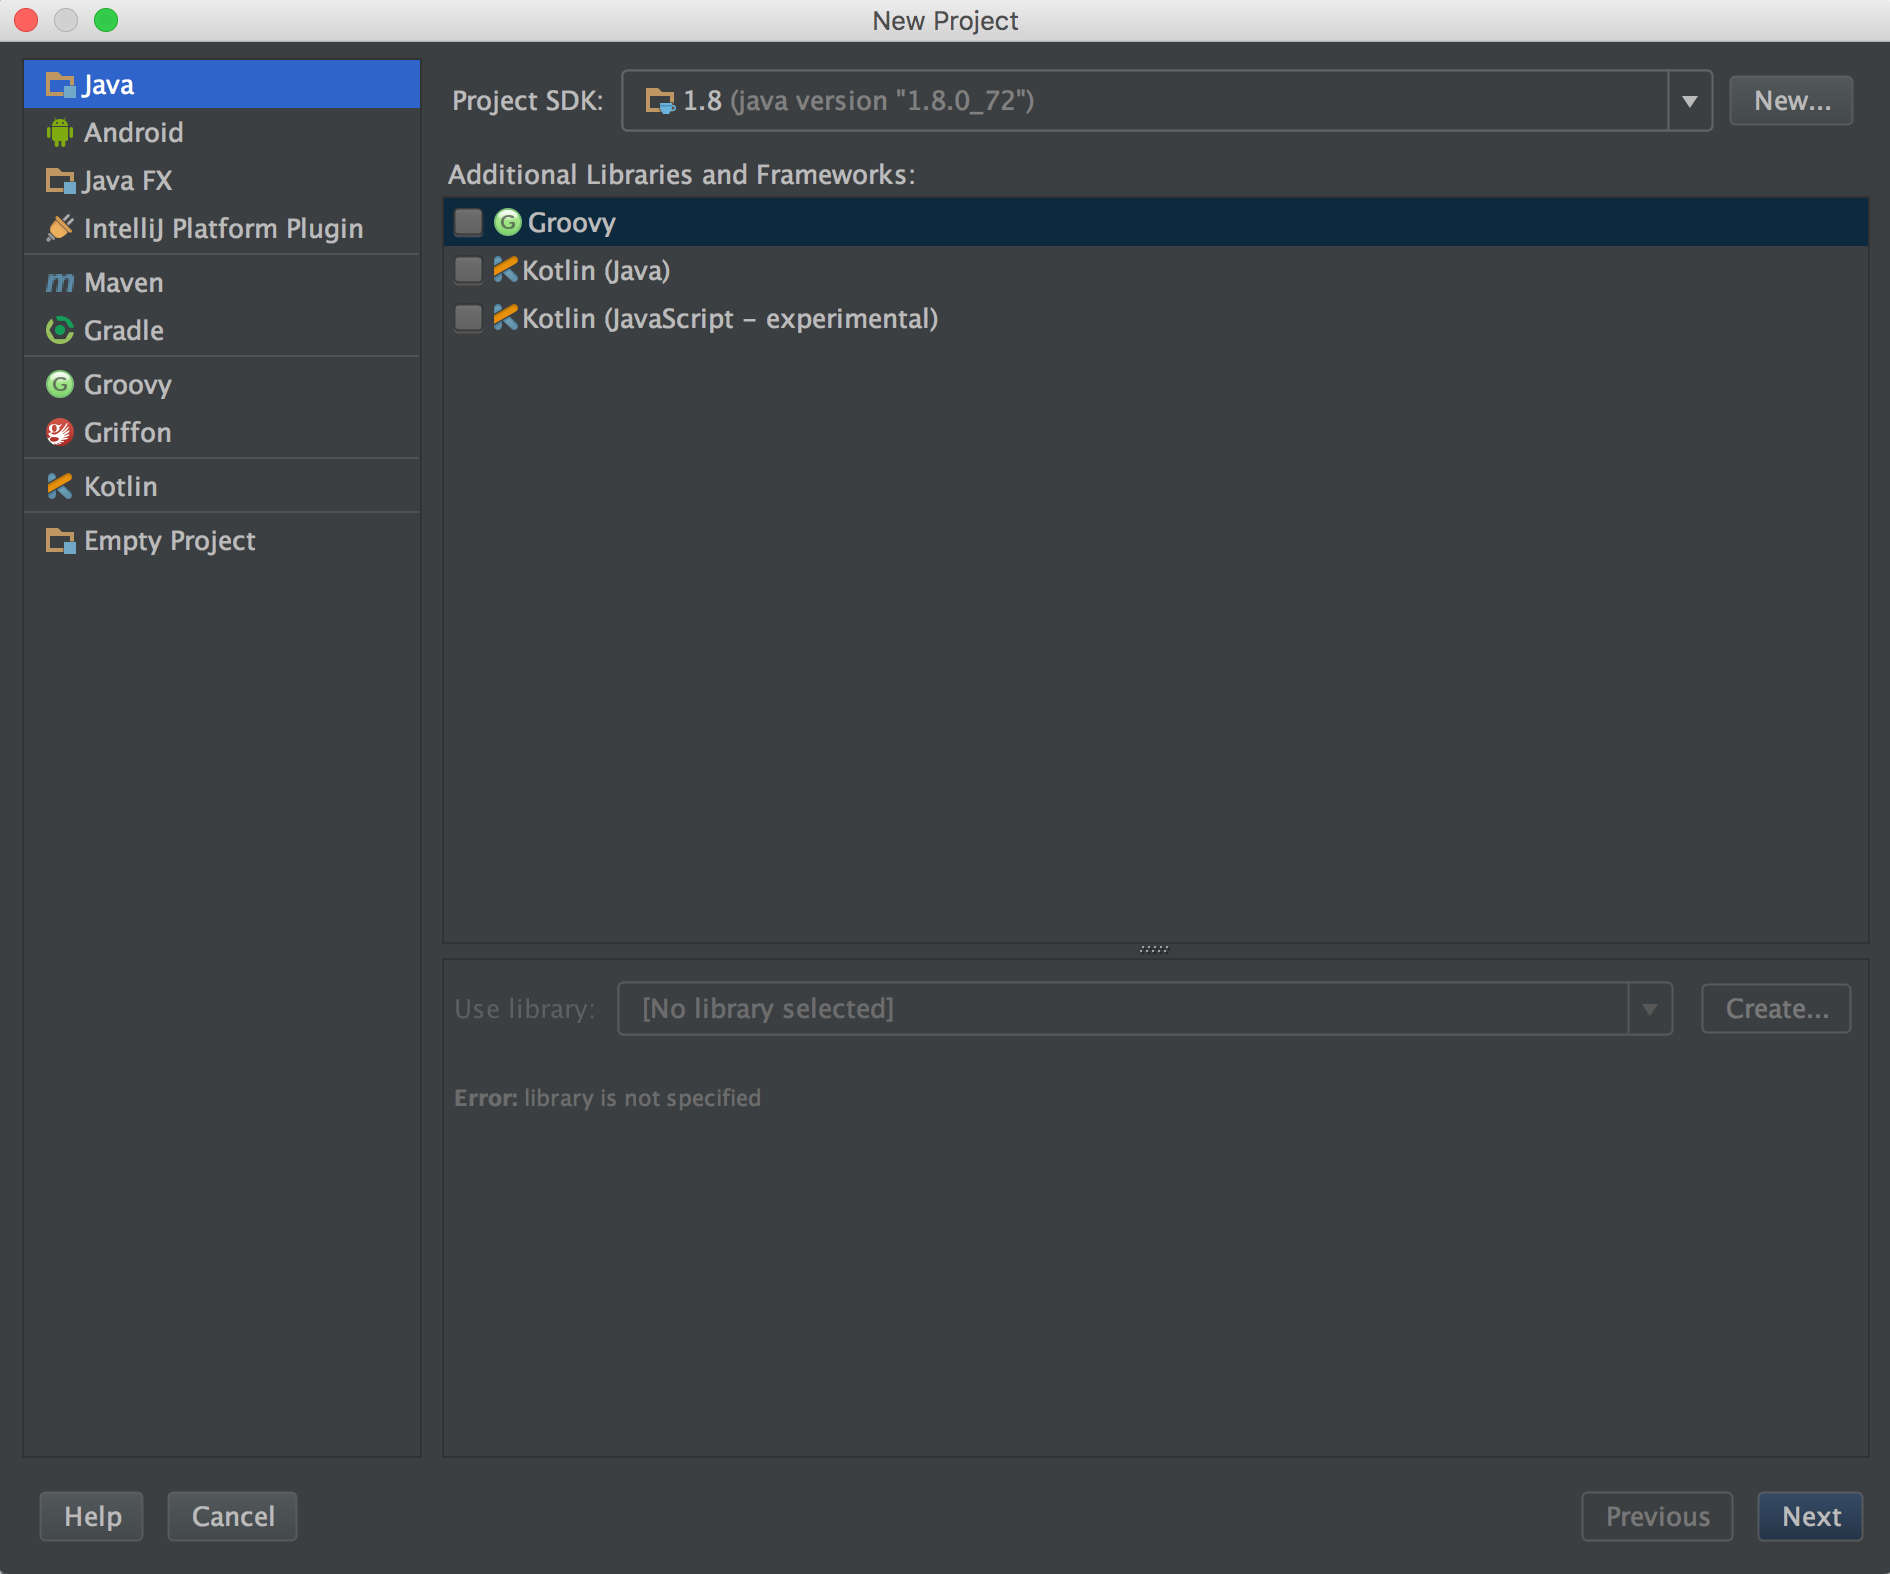 New Project
Java
Android
Java FX
IntelliJ Platform Plugin
m Maven
Gradle
G Groovy
Griffon
Kotlin
Empty Project
Project SDK: 1.8 (java version "1.8.0_72") New...
Additional Libraries and Frameworks:
G Groovy
Kotlin (Java)
Kotlin (JavaScript – experimental)
Use library: [No library selected] Create...
Error: library is not specified
Help Cancel Previous Next